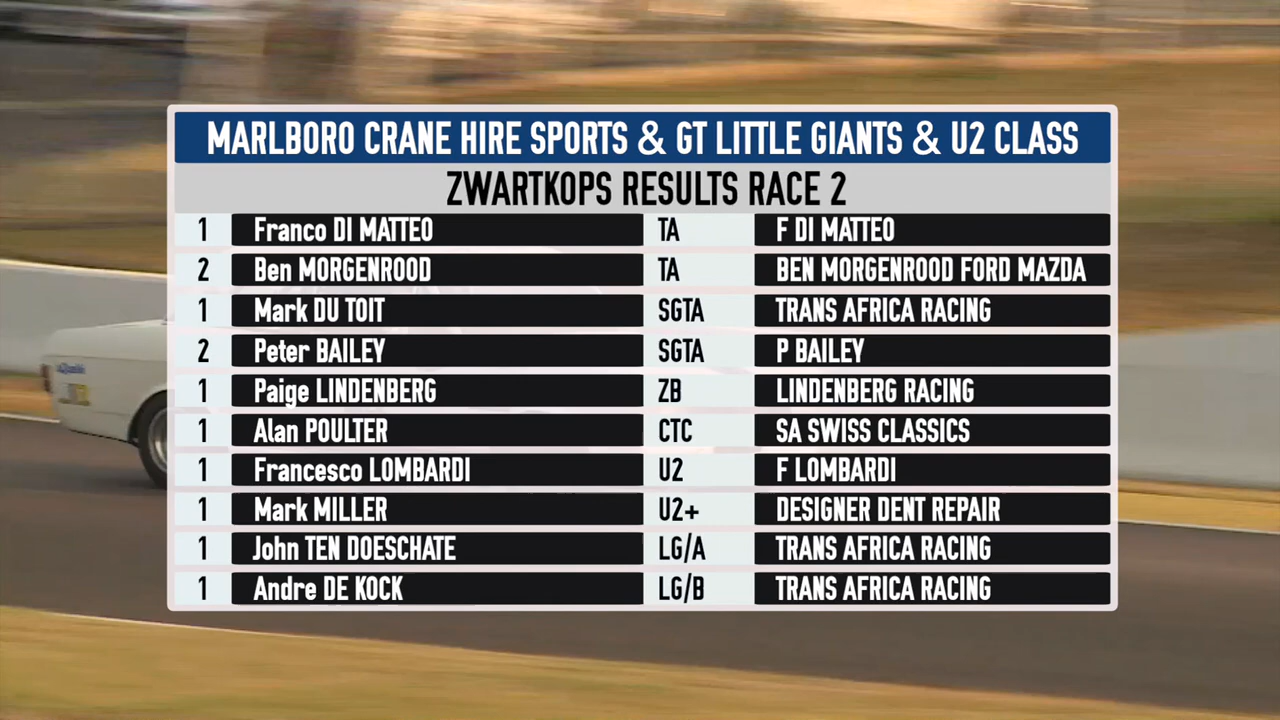 MARLBORO CRANE HIRE SPORTS & GT LITTLE GIANTS & U2 CLASS
ZWARTKOPS RESULTS RACE 2
1 Franco DI MATTEO TA F DI MATTEO
2 Ben MORGENROOD TA BEN MORGENROOD FORD MAZDA
1 Mark DU TOIT SGTA TRANS AFRICA RACING
2 Peter BAILEY SGTA P BAILEY
1 Paige LINDENBERG ZB LINDENBERG RACING
1 Alan POULTER CTC SA SWISS CLASSICS
1 Francesco LOMBARDI U2 F LOMBARDI
1 Mark MILLER U2+ DESIGNER DENT REPAIR
1 John TEN DOESCHATE LG/A TRANS AFRICA RACING
1 Andre DE KOCK LG/B TRANS AFRICA RACING